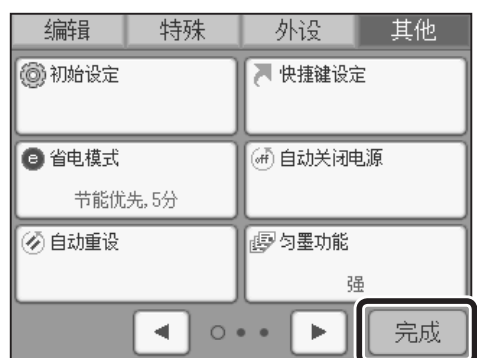 编辑 特殊 外设 其他
初始设定 快捷键设定
省电模式 自动关闭电源
节能优先,5分
自动重设 匀墨功能
强
完成